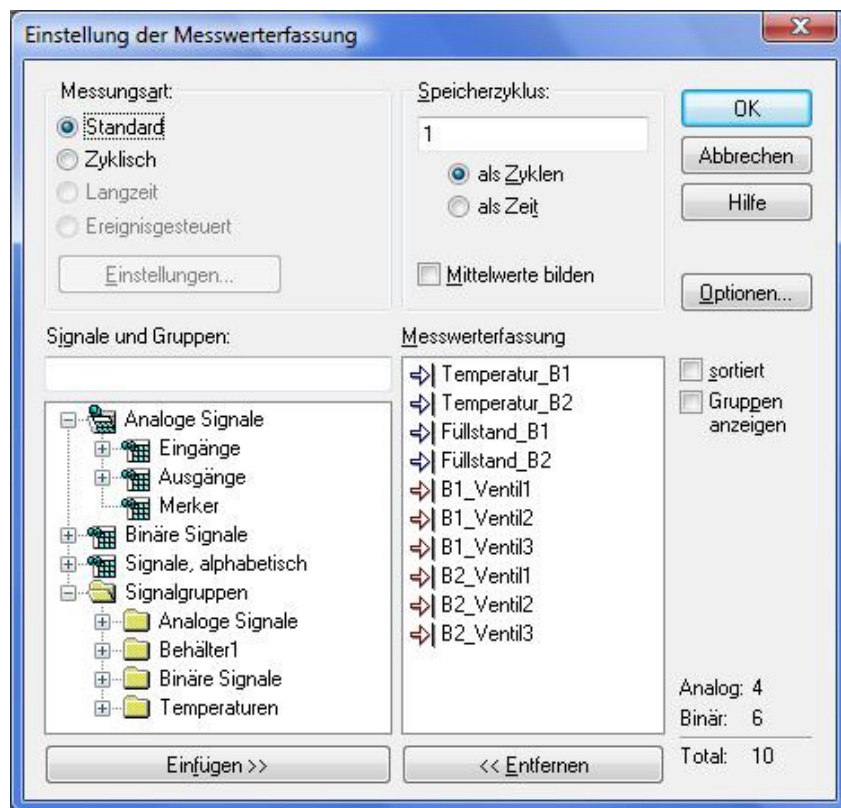 Einstellung der Messwerterfassung
Messungsart:
Standard
Zyklisch
Langzeit
Ereignisgesteuert
Einstellungen...
Speicherzyklus:
1
als Zyklen
als Zeit
Mittelwerte bilden
OK
Abbrechen
Hilfe
Optionen...
Signale und Gruppen:
Analoge Signale
Eingänge
Ausgänge
Merker
Binäre Signale
Signale, alphabetisch
Signalgruppen
Analoge Signale
Behälter1
Binäre Signale
Temperaturen
Einfügen >>
Messwerterfassung
Temperatur_B1
Temperatur_B2
Füllstand_B1
Füllstand_B2
B1_Ventil1
B1_Ventil2
B1_Ventil3
B2_Ventil1
B2_Ventil2
B2_Ventil3
<< Entfernen
sortiert
Gruppen
anzeigen
Analog: 4
Binär: 6
Total: 10